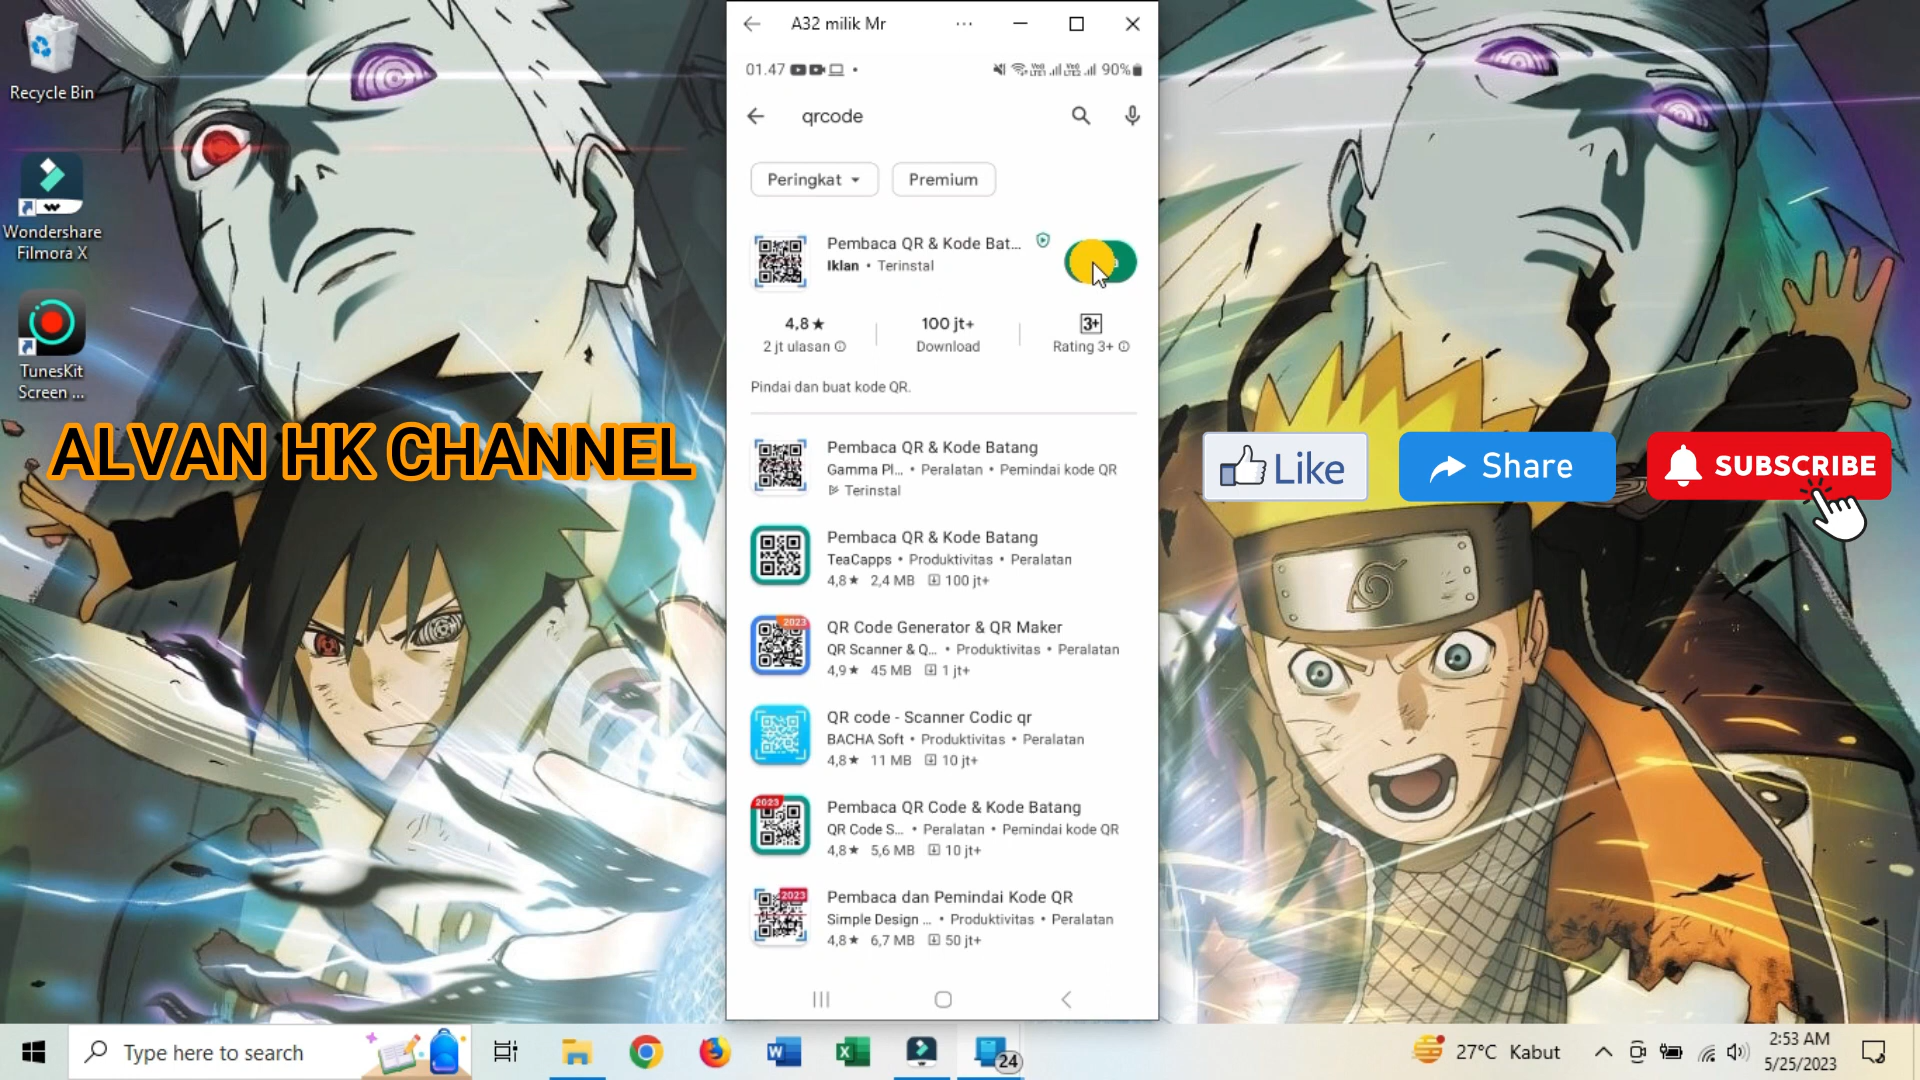 Recycle Bin
Wondershare
Filmora X
TunesKit
Screen ...
ALVAN HK CHANNEL
A32 milik Mr
01.47
90%
qrcode
Peringkat
Premium
Pembaca QR & Kode Bat...
Iklan • Terinstal
4,8★
2 jt ulasan
100 jt+
Download
3+
Rating 3+
Pindai dan buat kode QR.
Pembaca QR & Kode Batang
Gamma Pl... • Peralatan • Pemindai kode QR
Terinstal
Pembaca QR & Kode Batang
TeaCapps • Produktivitas • Peralatan
4,8★ 2,4 MB 100 jt+
2023
QR Code Generator & QR Maker
QR Scanner & Q... • Produktivitas • Peralatan
4,9★ 45 MB 1 jt+
QR code - Scanner Codic qr
BACHA Soft • Produktivitas • Peralatan
4,8★ 11 MB 10 jt+
2023
Pembaca QR Code & Kode Batang
QR Code S... • Peralatan • Pemindai kode QR
4,8★ 5,6 MB 10 jt+
2023
Pembaca dan Pemindai Kode QR
Simple Design ... • Produktivitas • Peralatan
4,8★ 6,7 MB 50 jt+
Like
Share
SUBSCRIBE
Type here to search
24
27°C Kabut
2:53 AM
5/25/2023